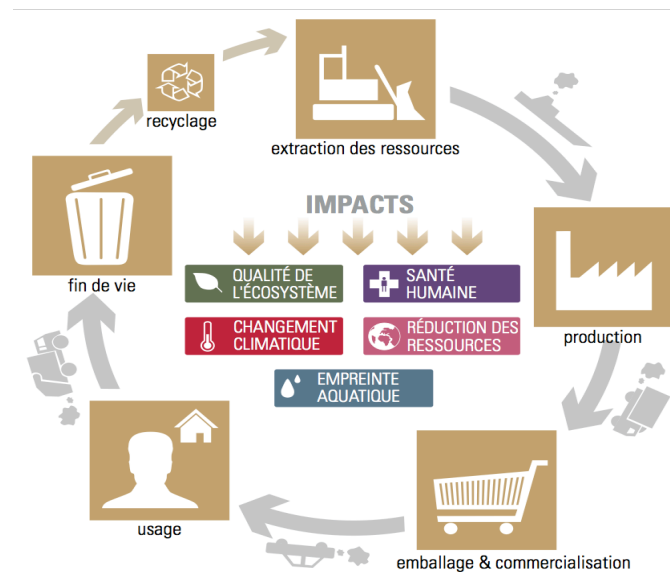 recyclage
extraction des ressources
IMPACTS
fin de vie
QUALITÉ DE
L'ÉCOSYSTÈME
SANTÉ
HUMAINE
CHANGEMENT
CLIMATIQUE
RÉDUCTION DES
RESSOURCES
production
EMPREINTE
AQUATIQUE
usage
emballage & commercialisation